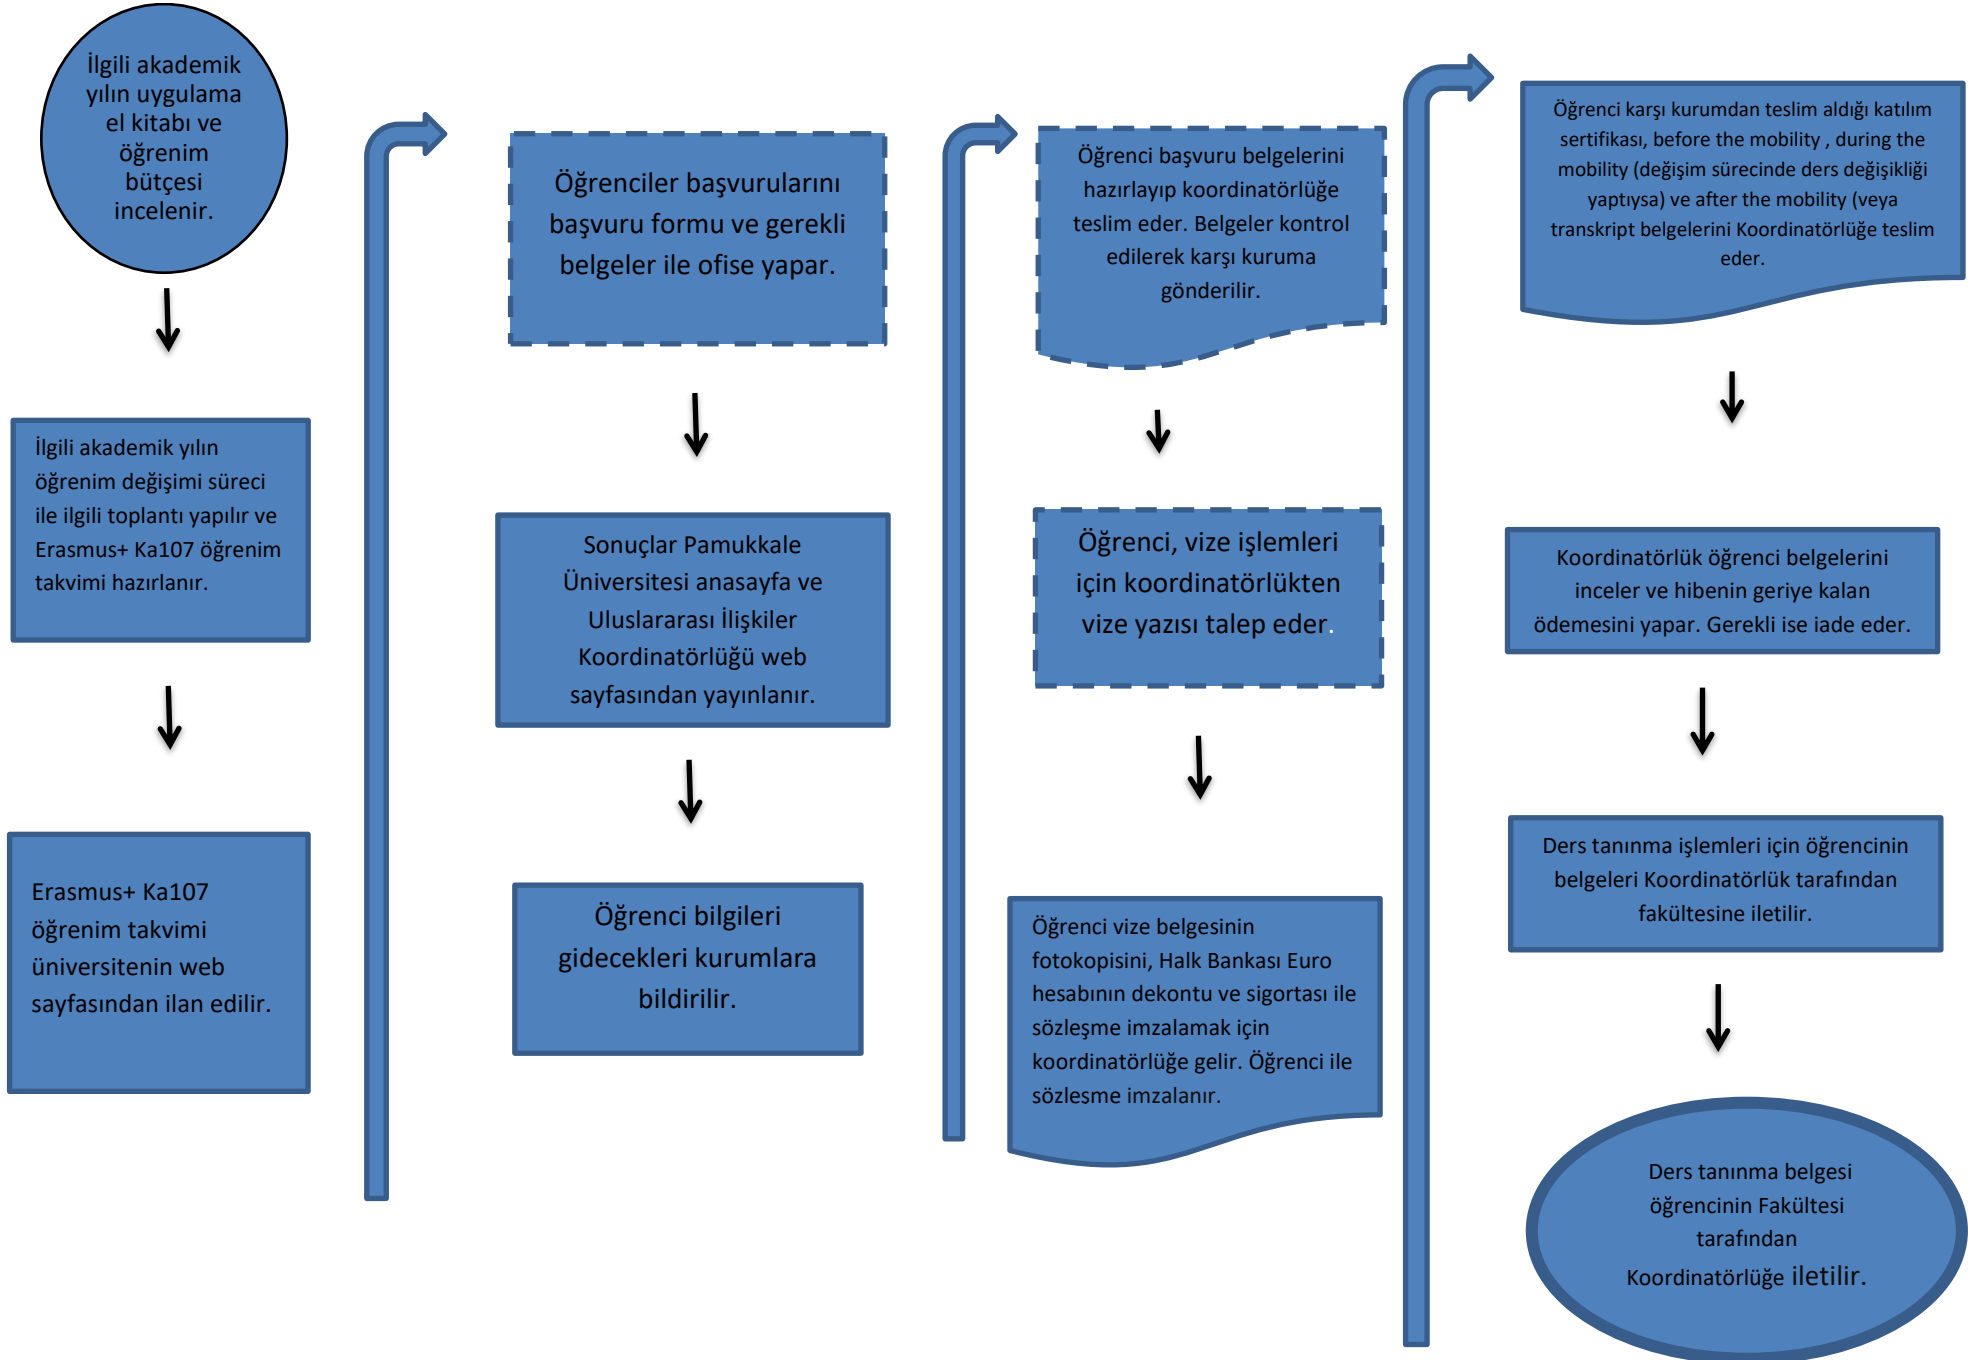 İlgili akademik
yılın uygulama
el kitabı ve
öğrenim
bütçesi
incelenir.
İlgili akademik yılın
öğrenim değişimi süreci
ile ilgili toplantı yapılır ve
Erasmus+ Ka107 öğrenim
takvimi hazırlanır.
Erasmus+ Ka107
öğrenim takvimi
üniversitenin web
sayfasından ilan edilir.
Öğrenciler başvurularını
başvuru formu ve gerekli
belgeler ile ofise yapar.
Sonuçlar Pamukkale
Üniversitesi anasayfa ve
Uluslararası İlişkiler
Koordinatörlüğü web
sayfasından yayınlanır.
Öğrenci bilgileri
gidecekleri kurumlara
bildirilir.
Öğrenci başvuru belgelerini
hazırlayıp koordinatörlüğe
teslim eder. Belgeler kontrol
edilerek karşı kuruma
gönderilir.
Öğrenci, vize işlemleri
için koordinatörlükten
vize yazısı talep eder.
Öğrenci vize belgesinin
fotokopisini, Halk Bankası Euro
hesabının dekontu ve sigortası ile
sözleşme imzalamak için
koordinatörlüğe gelir. Öğrenci ile
sözlesme imzalanır.
Öğrenci karşı kurumdan teslim aldığı katılım
sertifikası, before the mobility , during the
mobility (değişim sürecinde ders değişikliği
yaptıysa) ve after the mobility (veya
transkript belgelerini Koordinatörlüğe teslim
eder.
Koordinatörlük öğrenci belgelerini
inceler ve hibenin geriye kalan
ödemesini yapar. Gerekli ise iade eder.
Ders tanınma işlemleri için öğrencinin
belgeleri Koordinatörlük tarafından
fakültesine iletilir.
Ders tanınma belgesi
öğrencinin Fakültesi
tarafından
Koordinatörlüğe iletilir.